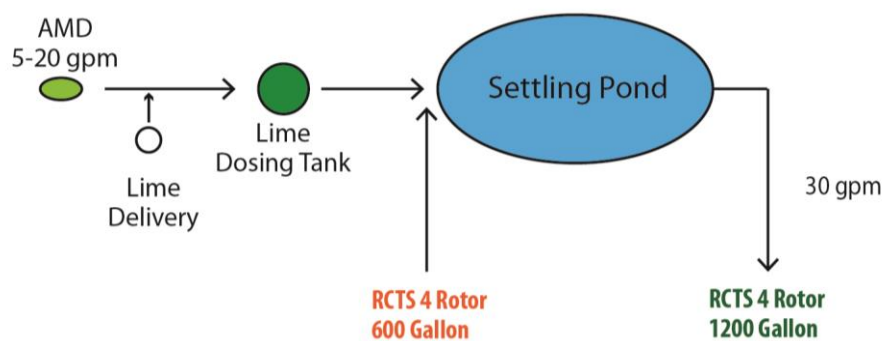 AMD
5-20 gpm
Lime
Delivery
Lime
Dosing Tank
Settling Pond
30 gpm
RCTS 4 Rotor
600 Gallon
RCTS 4 Rotor
1200 Gallon